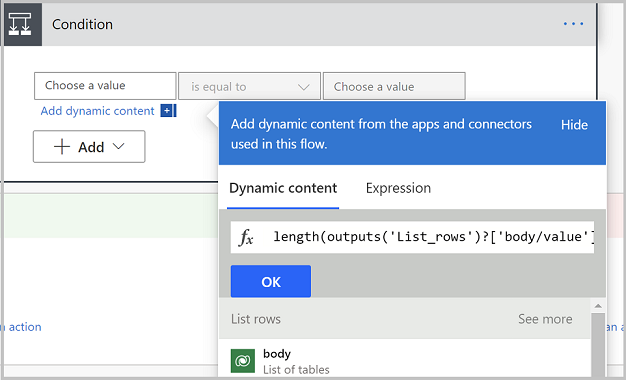 Condition
Choose a value
is equal to
Choose a value
Add dynamic content
Add
Add dynamic content from the apps and connectors
used in this flow.
Hide
Dynamic content
Expression
fx
length(outputs('List_rows')?['body/value']
OK
List rows
See more
body
List of tables
action
an a